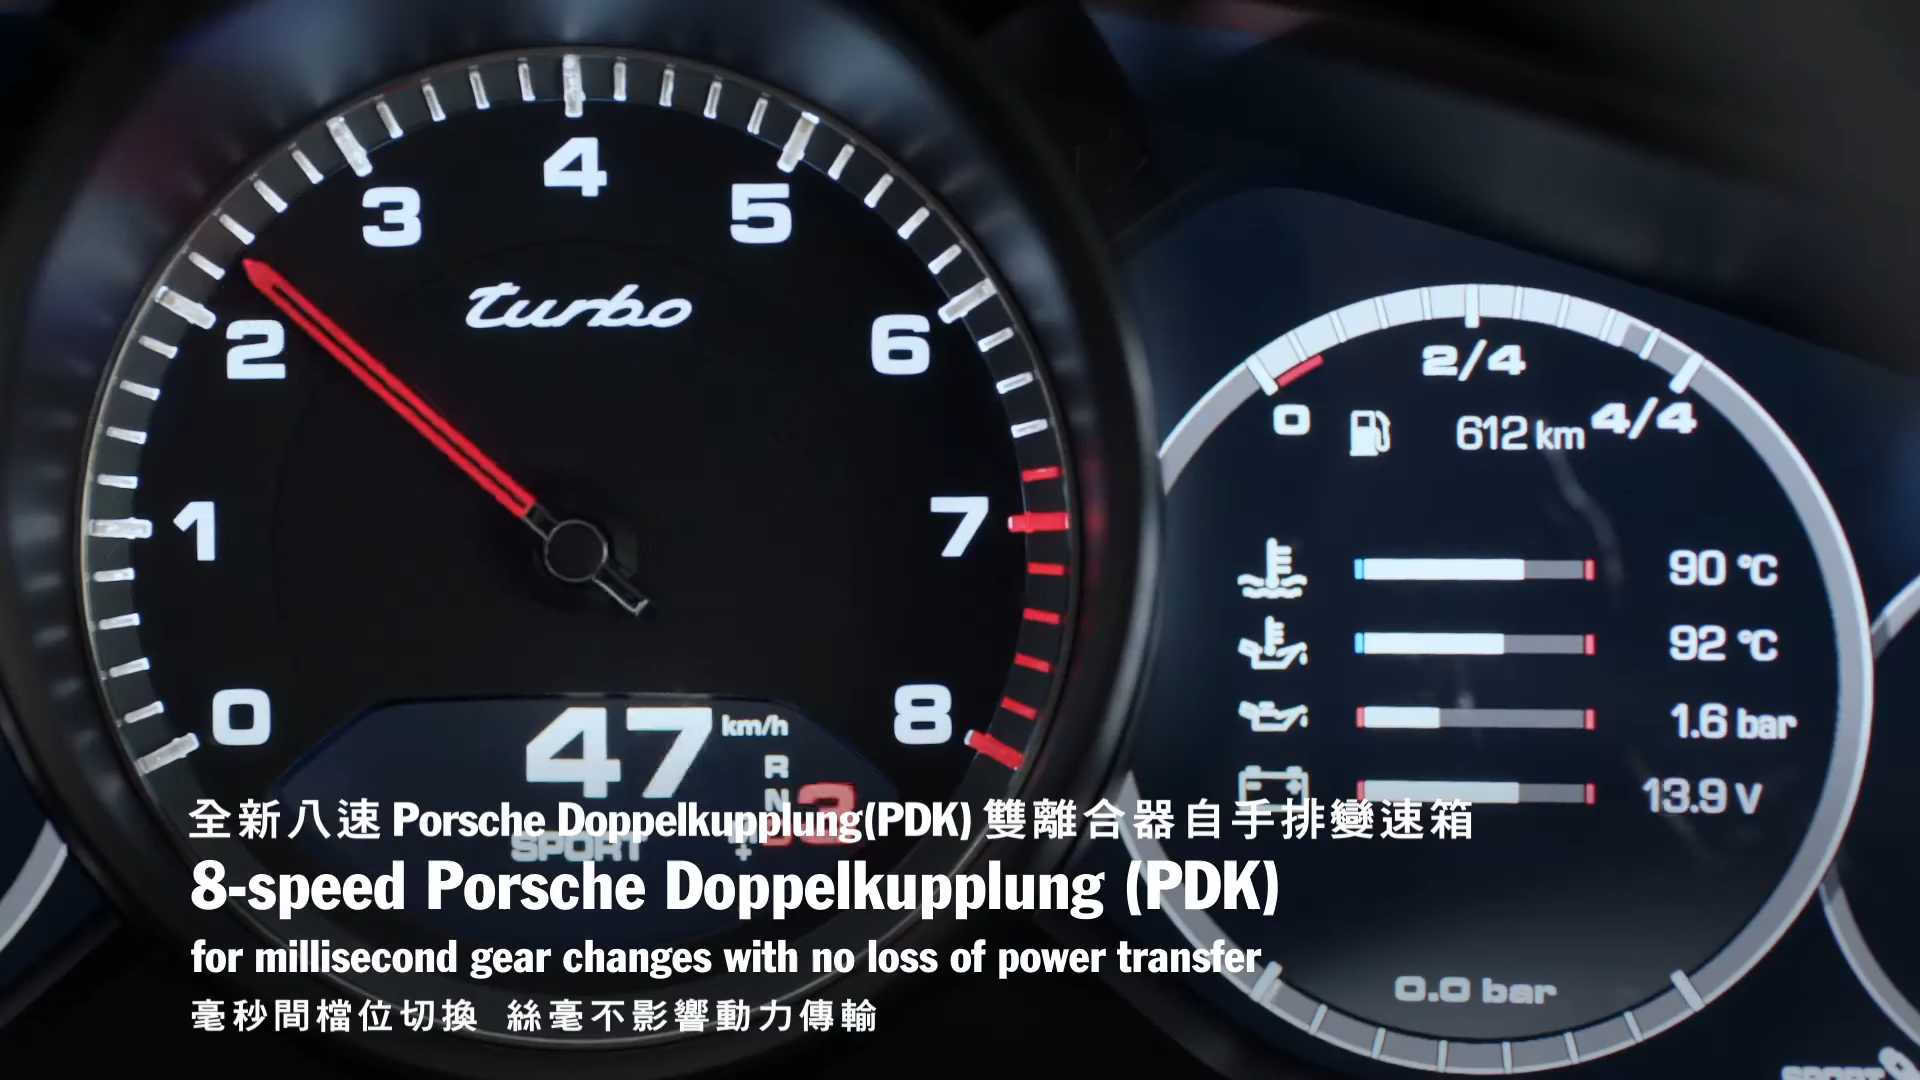 4
3
5
turbo
2
6
1
7
0
8
47 km/h
R
N
3
SPORT
+
2/4
0
612 km
4/4
90 °C
92 °C
1.6 bar
13.9 V
0.0 bar
SPORT
全新八速 Porsche Doppelkupplung(PDK) 雙離合器自手排變速箱
8-speed Porsche Doppelkupplung (PDK)
for millisecond gear changes with no loss of power transfer
毫秒間檔位切換 絲毫不影響動力傳輸